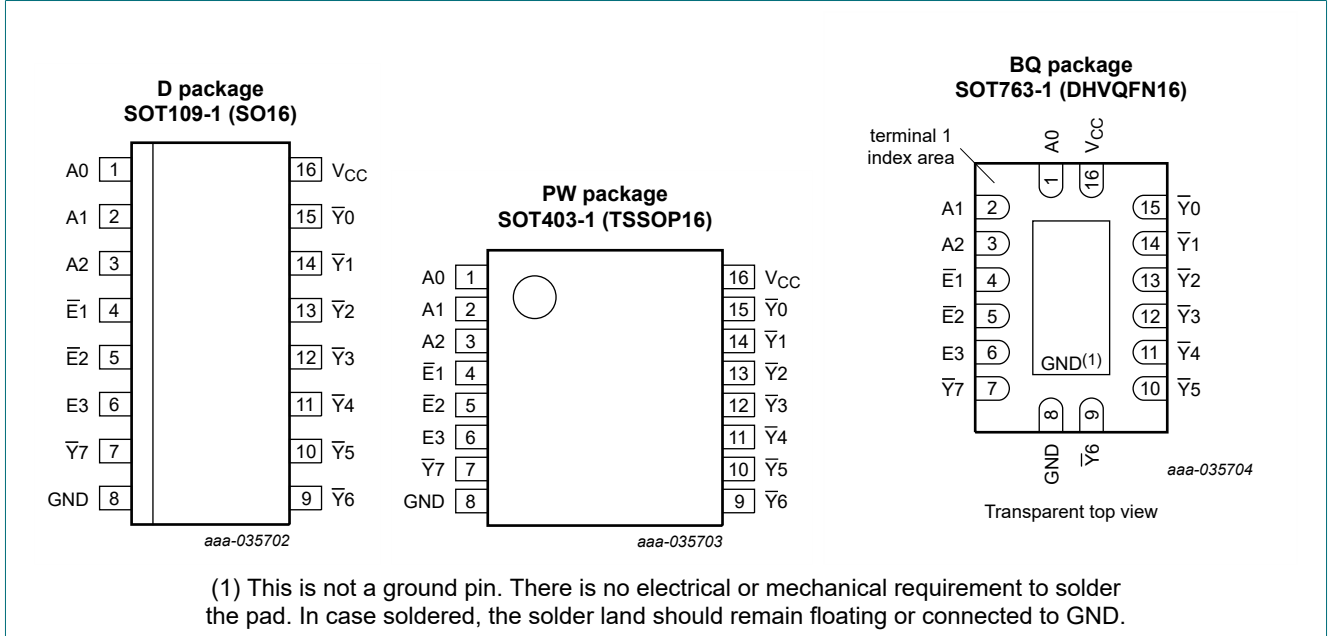 D package
SOT109-1 (SO16)
A0 1
16 VCC
A1 2
15 Y̅0
A2 3
14 Y̅1
E̅1 4
13 Y̅2
E̅2 5
12 Y̅3
E3 6
11 Y̅4
Y̅7 7
10 Y̅5
GND 8
9 Y̅6
aaa-035702
PW package
SOT403-1 (TSSOP16)
A0 1
16 VCC
A1 2
15 Y̅0
A2 3
14 Y̅1
E̅1 4
13 Y̅2
E̅2 5
12 Y̅3
E3 6
11 Y̅4
Y̅7 7
10 Y̅5
GND 8
9 Y̅6
aaa-035703
BQ package
SOT763-1 (DHVQFN16)
terminal 1
index area
A0 1
VCC 16
A1 2
15 Y̅0
A2 3
14 Y̅1
E̅1 4
13 Y̅2
E̅2 5
12 Y̅3
E3 6
11 Y̅4
GND(1)
Y̅7 7
10 Y̅5
GND 8
Y̅6 9
aaa-035704
Transparent top view
(1) This is not a ground pin. There is no electrical or mechanical requirement to solder
the pad. In case soldered, the solder land should remain floating or connected to GND.